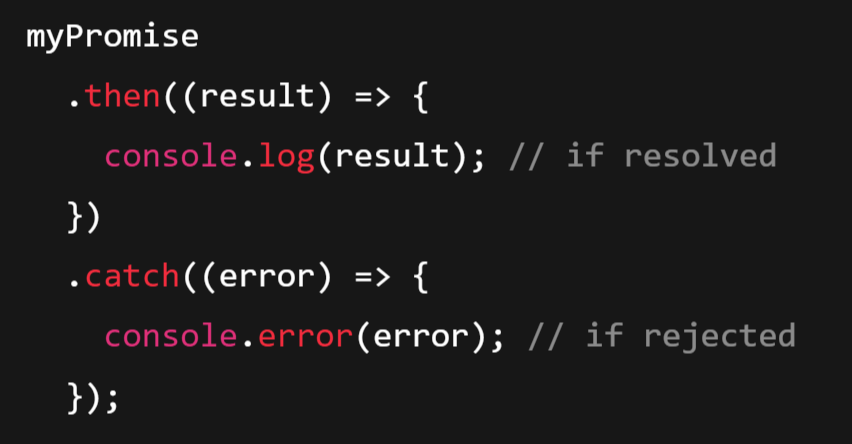 myPromise
  .then((result) => {
    console.log(result); // if resolved
  })
  .catch((error) => {
    console.error(error); // if rejected
  });